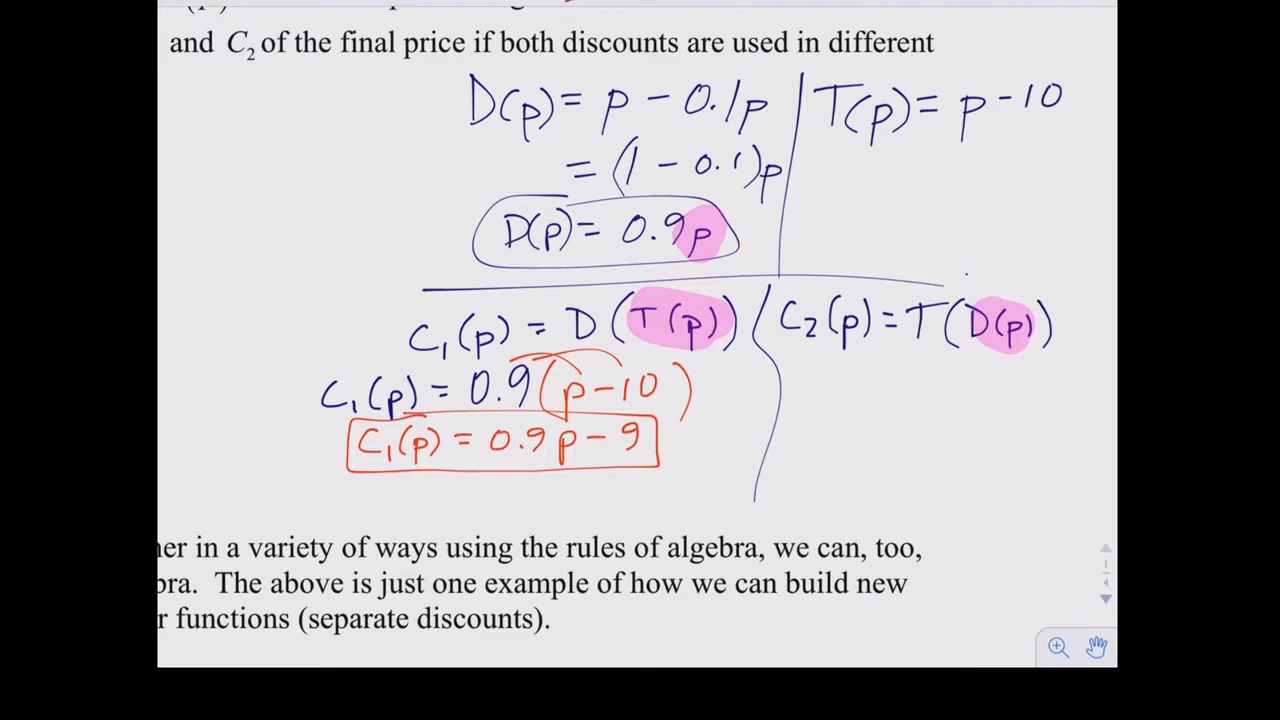 and C₂ of the final price if both discounts are used in different
D(p) = p - 0.1p
T(p) = p - 10
= (1 - 0.1)p
D(p) = 0.9p
C₁(p) = D(T(p))
C₂(p) = T(D(p))
C₁(p) = 0.9(p - 10)
C₁(p) = 0.9p - 9
in a variety of ways using the rules of algebra, we can, too,
The above is just one example of how we can build new
functions (separate discounts).
1
4